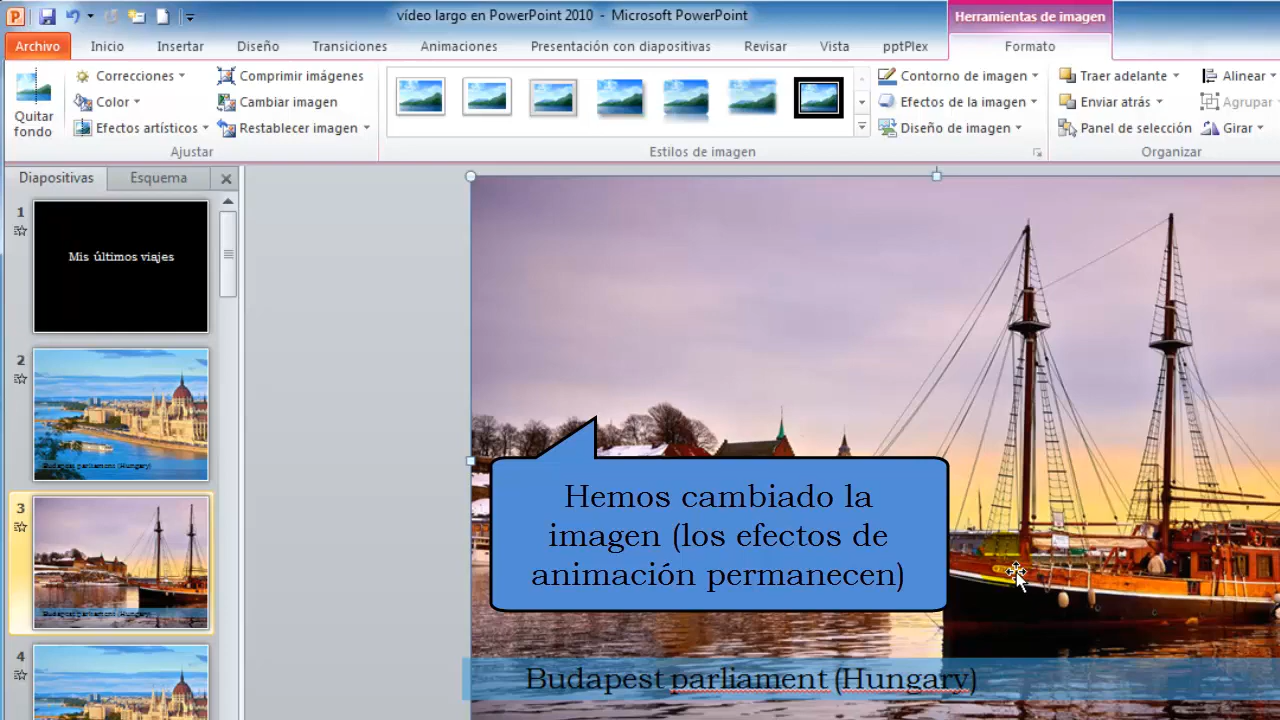 vídeo largo en PowerPoint 2010 - Microsoft PowerPoint
Herramientas de imagen
Archivo
Inicio
Insertar
Diseño
Transiciones
Animaciones
Presentación con diapositivas
Revisar
Vista
pptPlex
Formato
Quitar
fondo
Correcciones
Color
Efectos artísticos
Comprimir imágenes
Cambiar imagen
Restablecer imagen
Ajustar
Estilos de imagen
Contorno de imagen
Efectos de la imagen
Diseño de imagen
Traer adelante
Enviar atrás
Panel de selección
Alinear
Agrupar
Girar
Organizar
Diapositivas
Esquema
1
Mis últimos viajes
2
Budapest parliament (Hungary)
3
Budapest parliament (Hungary)
4
Hemos cambiado la
imagen (los efectos de
animación permanecen)
Budapest parliament (Hungary)